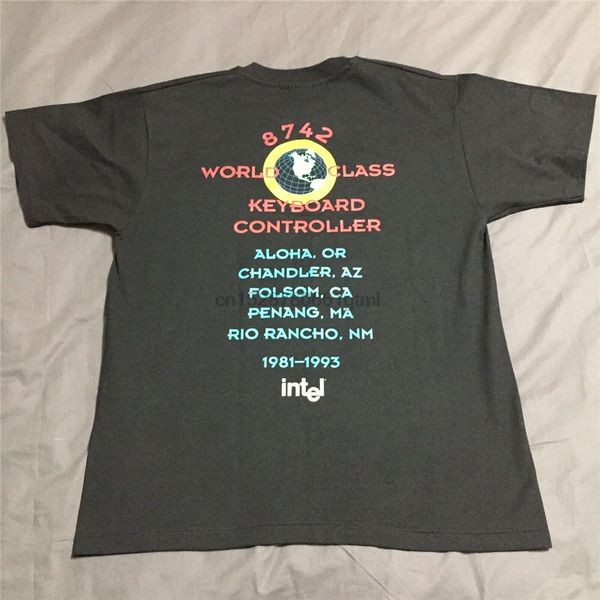 8742
WORLD CLASS
KEYBOARD
CONTROLLER
ALOHA, OR
CHANDLER, AZ
FOLSOM, CA
PENANG, MA
RIO RANCHO, NM
1981–1993
intel